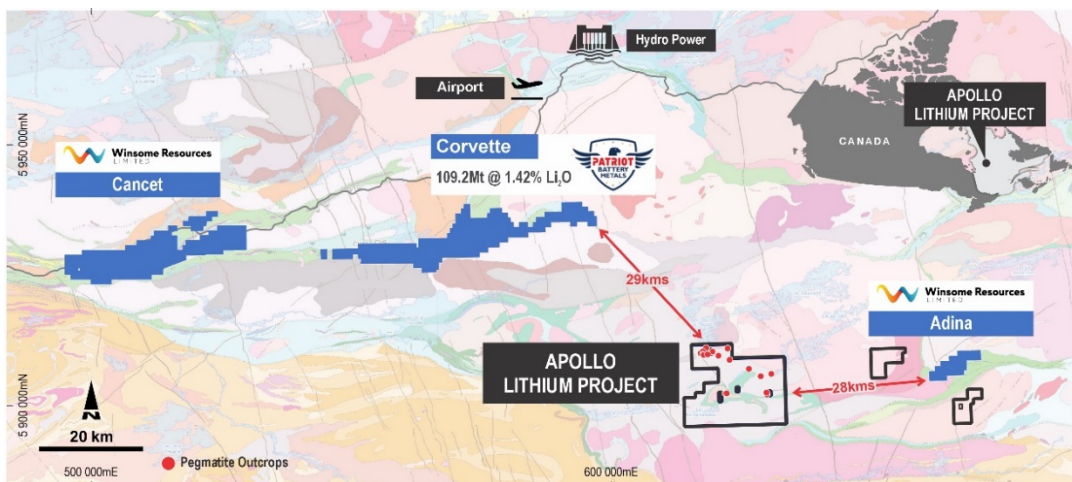 Hydro Power
Airport
APOLLO
LITHIUM PROJECT
CANADA
5 950 000mN
Winsome Resources
LIMITED
Cancet
Corvette
109.2Mt @ 1.42% Li₂O
PATRIOT
BATTERY
METALS
29kms
Winsome Resources
LIMITED
Adina
APOLLO
LITHIUM PROJECT
28kms
5 900 000mN
N
20 km
Pegmatite Outcrops
500 000mE
600 000mE